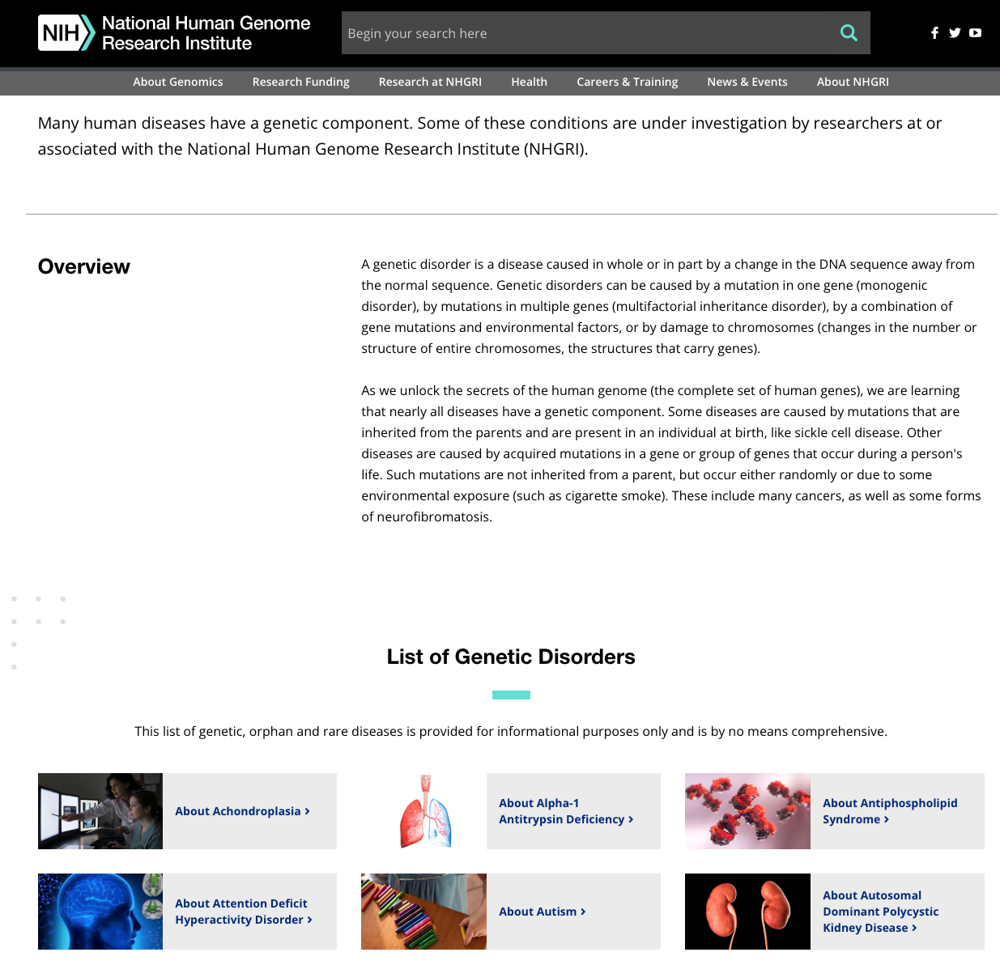 NIH National Human Genome
Research Institute
Begin your search here
About Genomics Research Funding Research at NHGRI Health Careers & Training News & Events About NHGRI
Many human diseases have a genetic component. Some of these conditions are under investigation by researchers at or
associated with the National Human Genome Research Institute (NHGRI).
Overview
A genetic disorder is a disease caused in whole or in part by a change in the DNA sequence away from
the normal sequence. Genetic disorders can be caused by a mutation in one gene (monogenic
disorder), by mutations in multiple genes (multifactorial inheritance disorder), by a combination of
gene mutations and environmental factors, or by damage to chromosomes (changes in the number or
structure of entire chromosomes, the structures that carry genes).
As we unlock the secrets of the human genome (the complete set of human genes), we are learning
that nearly all diseases have a genetic component. Some diseases are caused by mutations that are
inherited from the parents and are present in an individual at birth, like sickle cell disease. Other
diseases are caused by acquired mutations in a gene or group of genes that occur during a person's
life. Such mutations are not inherited from a parent, but occur either randomly or due to some
environmental exposure (such as cigarette smoke). These include many cancers, as well as some forms
of neurofibromatosis.
List of Genetic Disorders
This list of genetic, orphan and rare diseases is provided for informational purposes only and is by no means comprehensive.
About Achondroplasia
About Alpha-1
Antitrypsin Deficiency
About Antiphospholipid
Syndrome
About Attention Deficit
Hyperactivity Disorder
About Autism
About Autosomal
Dominant Polycystic
Kidney Disease